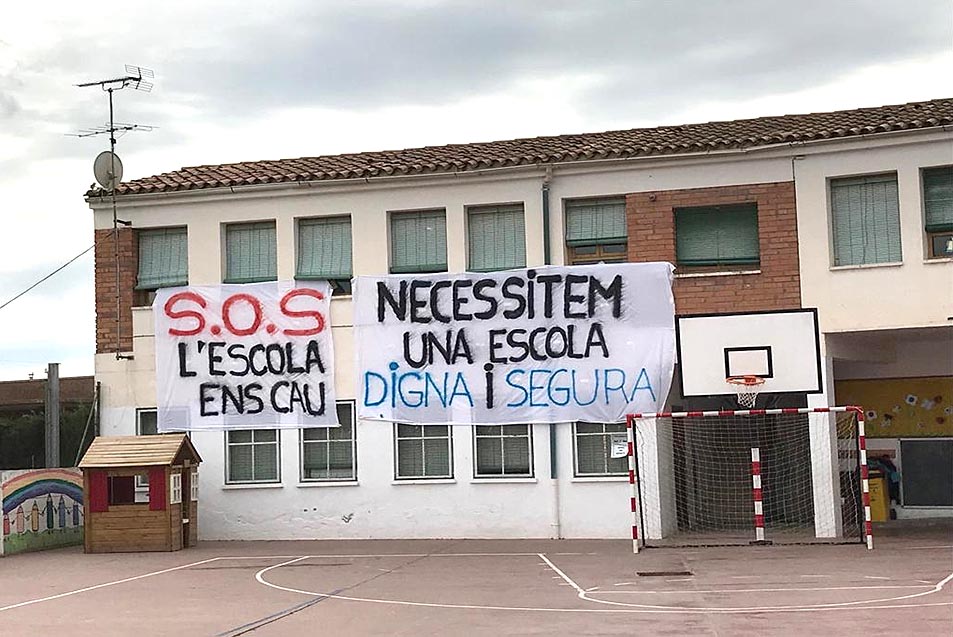 S.O.S
L'ESCOLA
ENS CAU
NECESSITEM
UNA ESCOLA
DIGNA i SEGURA